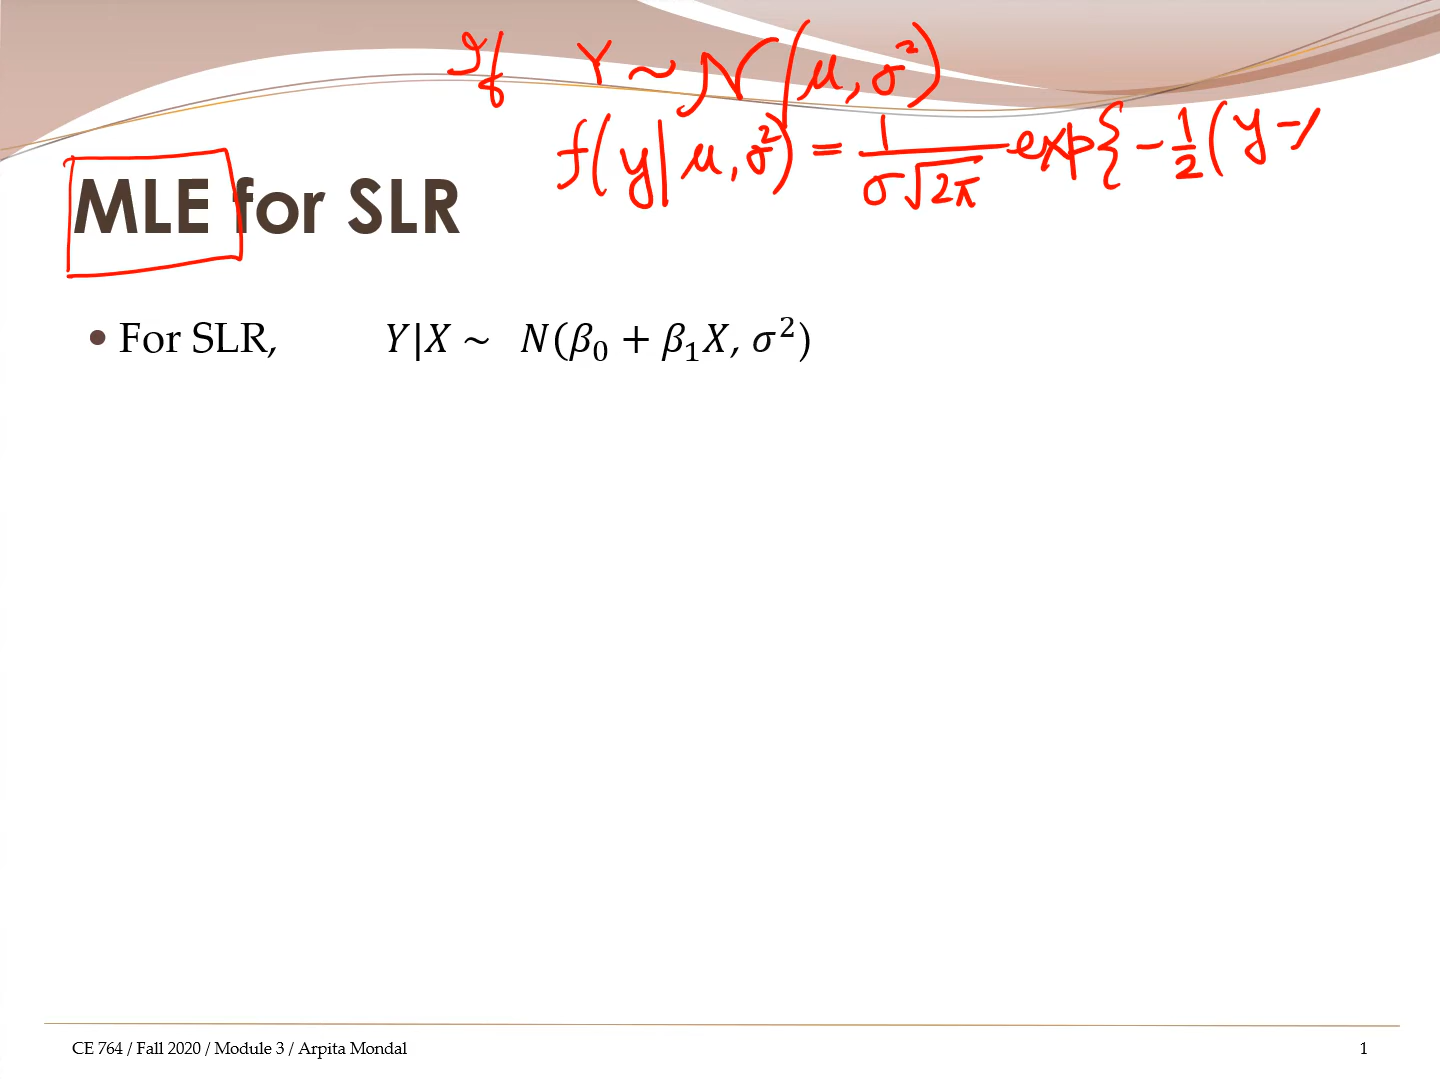 If Y ~ N(μ, σ²)
f(y|μ, σ²) = 1/σ√2π exp{-1/2(y -
MLE for SLR
• For SLR, Y|X ~ N(β₀ + β₁X, σ²)
CE 764 / Fall 2020 / Module 3 / Arpita Mondal 1